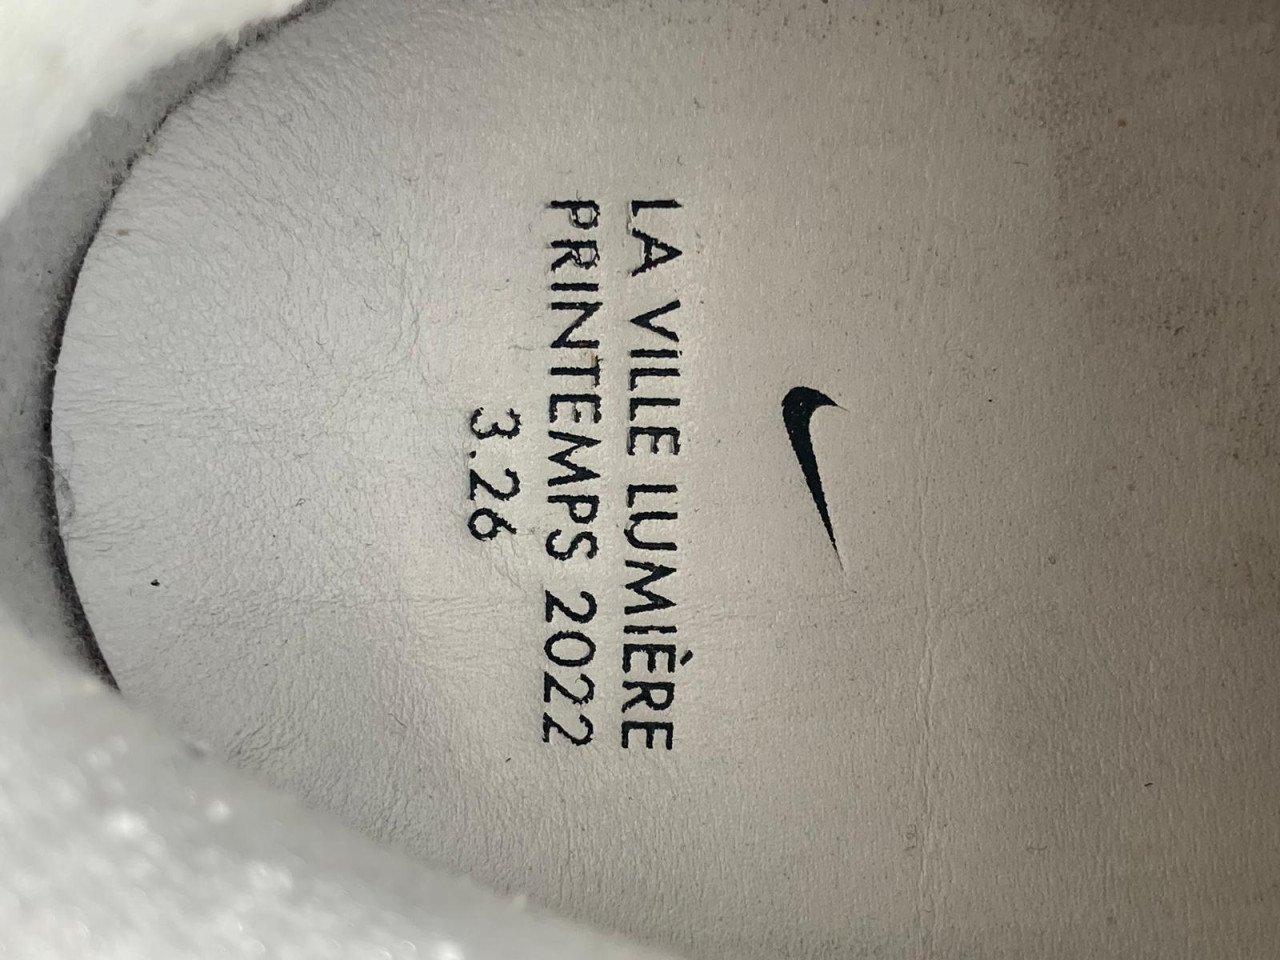 LA VILLE LUMIÈRE
PRINTEMPS 2022
3.26